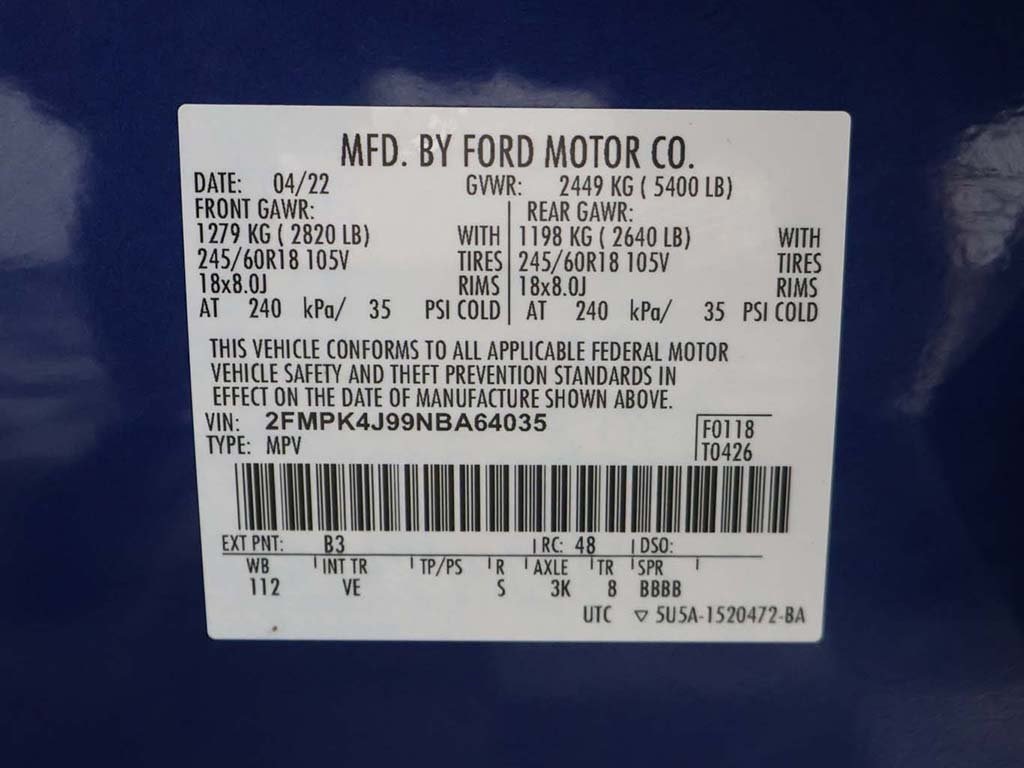 MFD. BY FORD MOTOR CO.
DATE: 04/22 GVWR: 2449 KG ( 5400 LB)
FRONT GAWR: REAR GAWR:
1279 KG ( 2820 LB) WITH 1198 KG ( 2640 LB) WITH
245/60R18 105V TIRES 245/60R18 105V TIRES
18x8.0J RIMS 18x8.0J RIMS
AT 240 kPa/ 35 PSI COLD AT 240 kPa/ 35 PSI COLD
THIS VEHICLE CONFORMS TO ALL APPLICABLE FEDERAL MOTOR
VEHICLE SAFETY AND THEFT PREVENTION STANDARDS IN
EFFECT ON THE DATE OF MANUFACTURE SHOWN ABOVE.
VIN: 2FMPK4J99NBA64035 F0118
TYPE: MPV T0426
EXT PNT: B3 RC: 48 DSO:
WB INT TR TP/PS R AXLE TR SPR
112 VE S 3K 8 BBBB
UTC ▽ 5U5A-1520472-BA